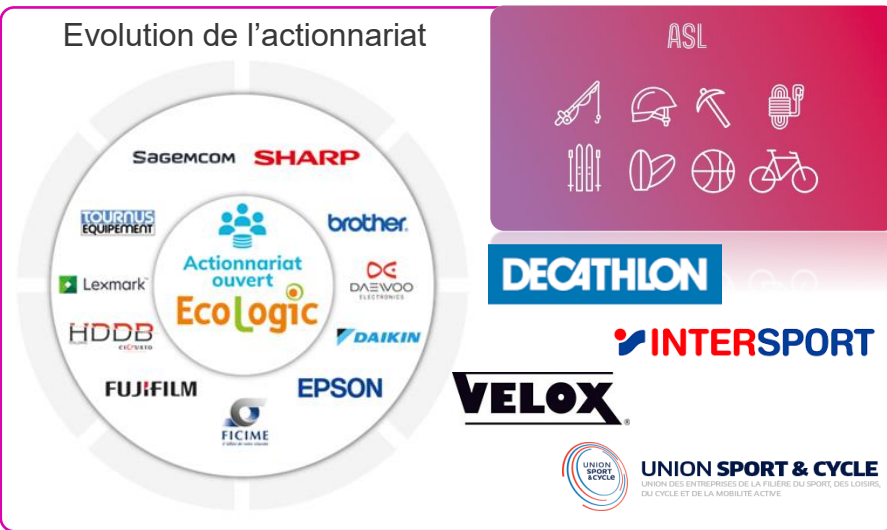 Evolution de l’actionnariat
ASL
SAGEMCOM SHARP
TOURNUS
EQUIPEMENT
brother.
Actionnariat
ouvert
EcoLogic
Lexmark
DAEWOO
ELECTRONICS
HDDB
DAIKIN
FUJIFILM
EPSON
FICIME
DECATHLON
INTERSPORT
VELOX
UNION
SPORT
&CYCLE
UNION SPORT & CYCLE
UNION DES ENTREPRISES DE LA FILIÈRE DU SPORT, DES LOISIRS,
DU CYCLE ET DE LA MOBILITÉ ACTIVE